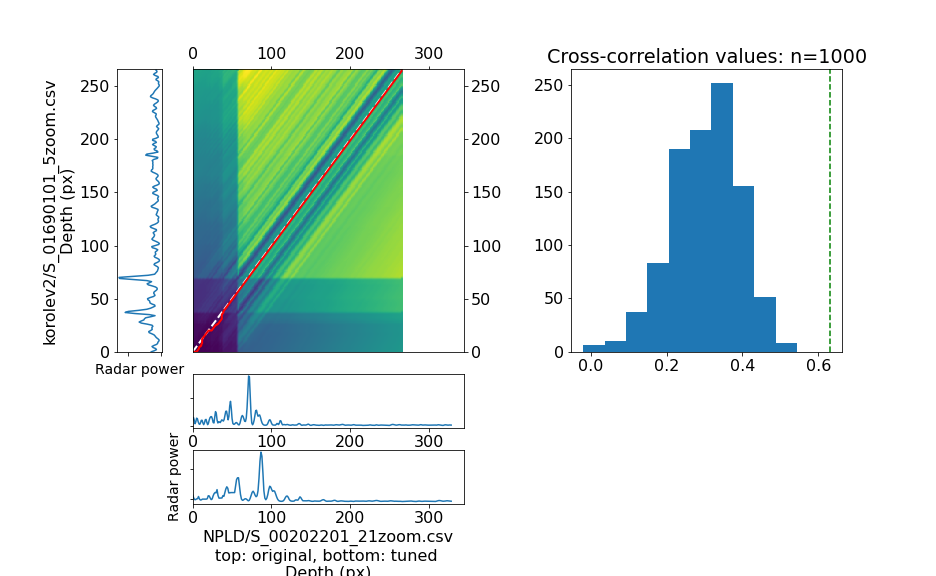 0 100 200 300
Cross-correlation values: n=1000
korolev2/S_01690101_5zoom.csv
Depth (px)
250
200
150
100
50
0
250
200
150
100
50
0
250
200
150
100
50
0
0.0 0.2 0.4 0.6
Radar power
0 100 200 300
Radar power
0 100 200 300
NPLD/S_00202201_21zoom.csv
top: original, bottom: tuned
Depth (px)